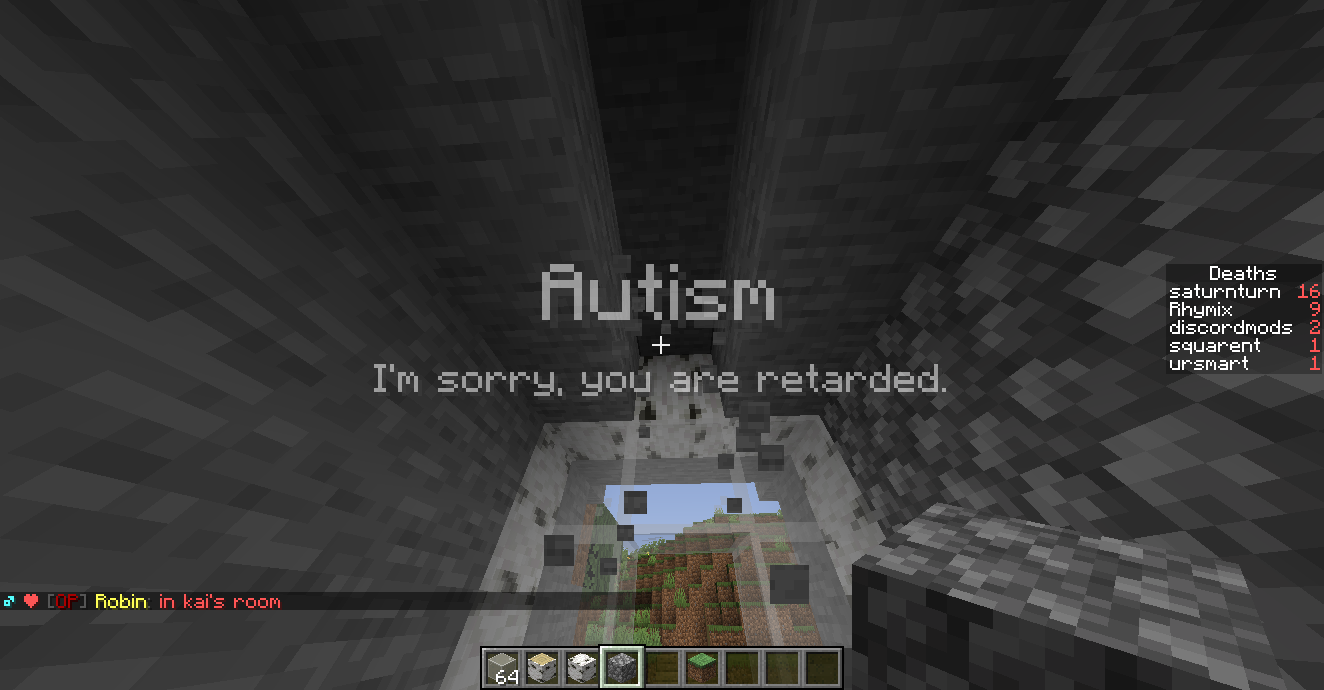 Autism
I'm sorry, you are retarded.
Deaths
saturnturn 16
Rhymix 9
discordmods 2
squarent 1
ursmart 1
[OP] Robin: in kai's room
64